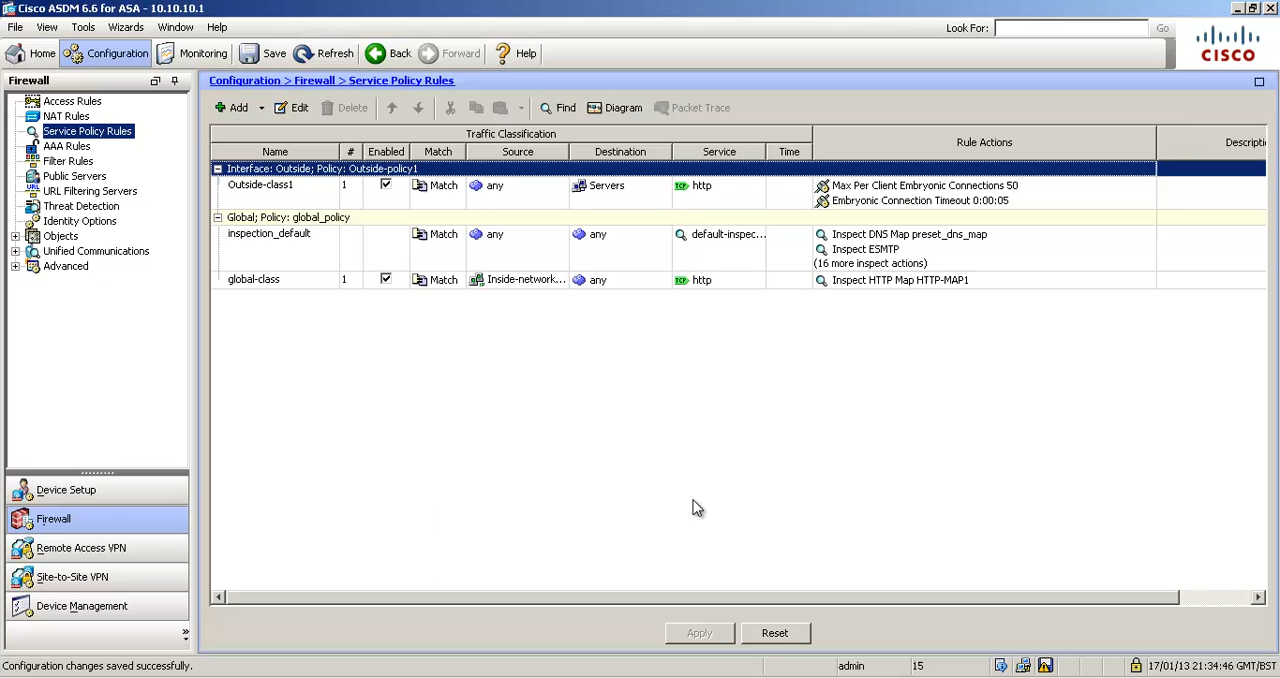 Cisco ASDM 6.6 for ASA - 10.10.10.1
File View Tools Wizards Window Help Look For: Go
Home Configuration Monitoring Save Refresh Back Forward Help
CISCO
Firewall
Access Rules
NAT Rules
Service Policy Rules
AAA Rules
Filter Rules
Public Servers
URL Filtering Servers
Threat Detection
Identity Options
Objects
Unified Communications
Advanced
Device Setup
Firewall
Remote Access VPN
Site-to-Site VPN
Device Management
Configuration > Firewall > Service Policy Rules
Add Edit Delete Find Diagram Packet Trace
Traffic Classification Rule Actions Descripti
Name # Enabled Match Source Destination Service Time
Interface: Outside; Policy: Outside-policy1
Outside-class1 1 Match any Servers TCP http Max Per Client Embryonic Connections 50
Embryonic Connection Timeout 0:00:05
Global; Policy: global_policy
inspection_default Match any any default-inspec... Inspect DNS Map preset_dns_map
Inspect ESMTP
(16 more inspect actions)
global-class 1 Match Inside-network... any TCP http Inspect HTTP Map HTTP-MAP1
Apply Reset
Configuration changes saved successfully. admin 15 17/01/13 21:34:46 GMT/BST